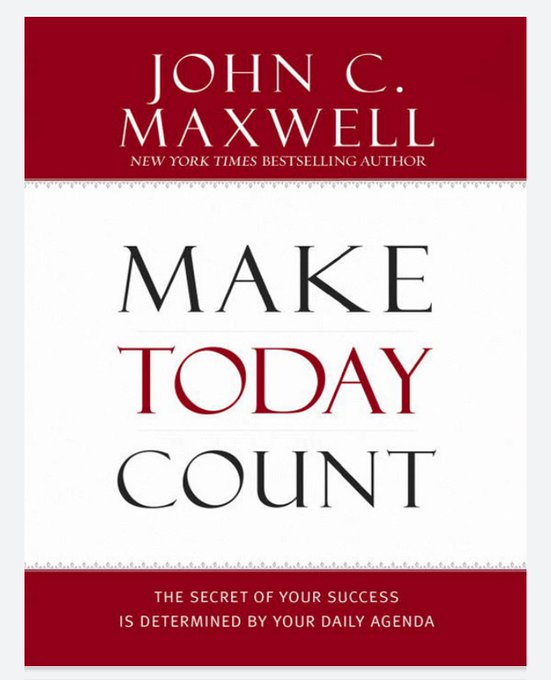 JOHN C.
MAXWELL
NEW YORK TIMES BESTSELLING AUTHOR
MAKE
TODAY
COUNT
THE SECRET OF YOUR SUCCESS
IS DETERMINED BY YOUR DAILY AGENDA